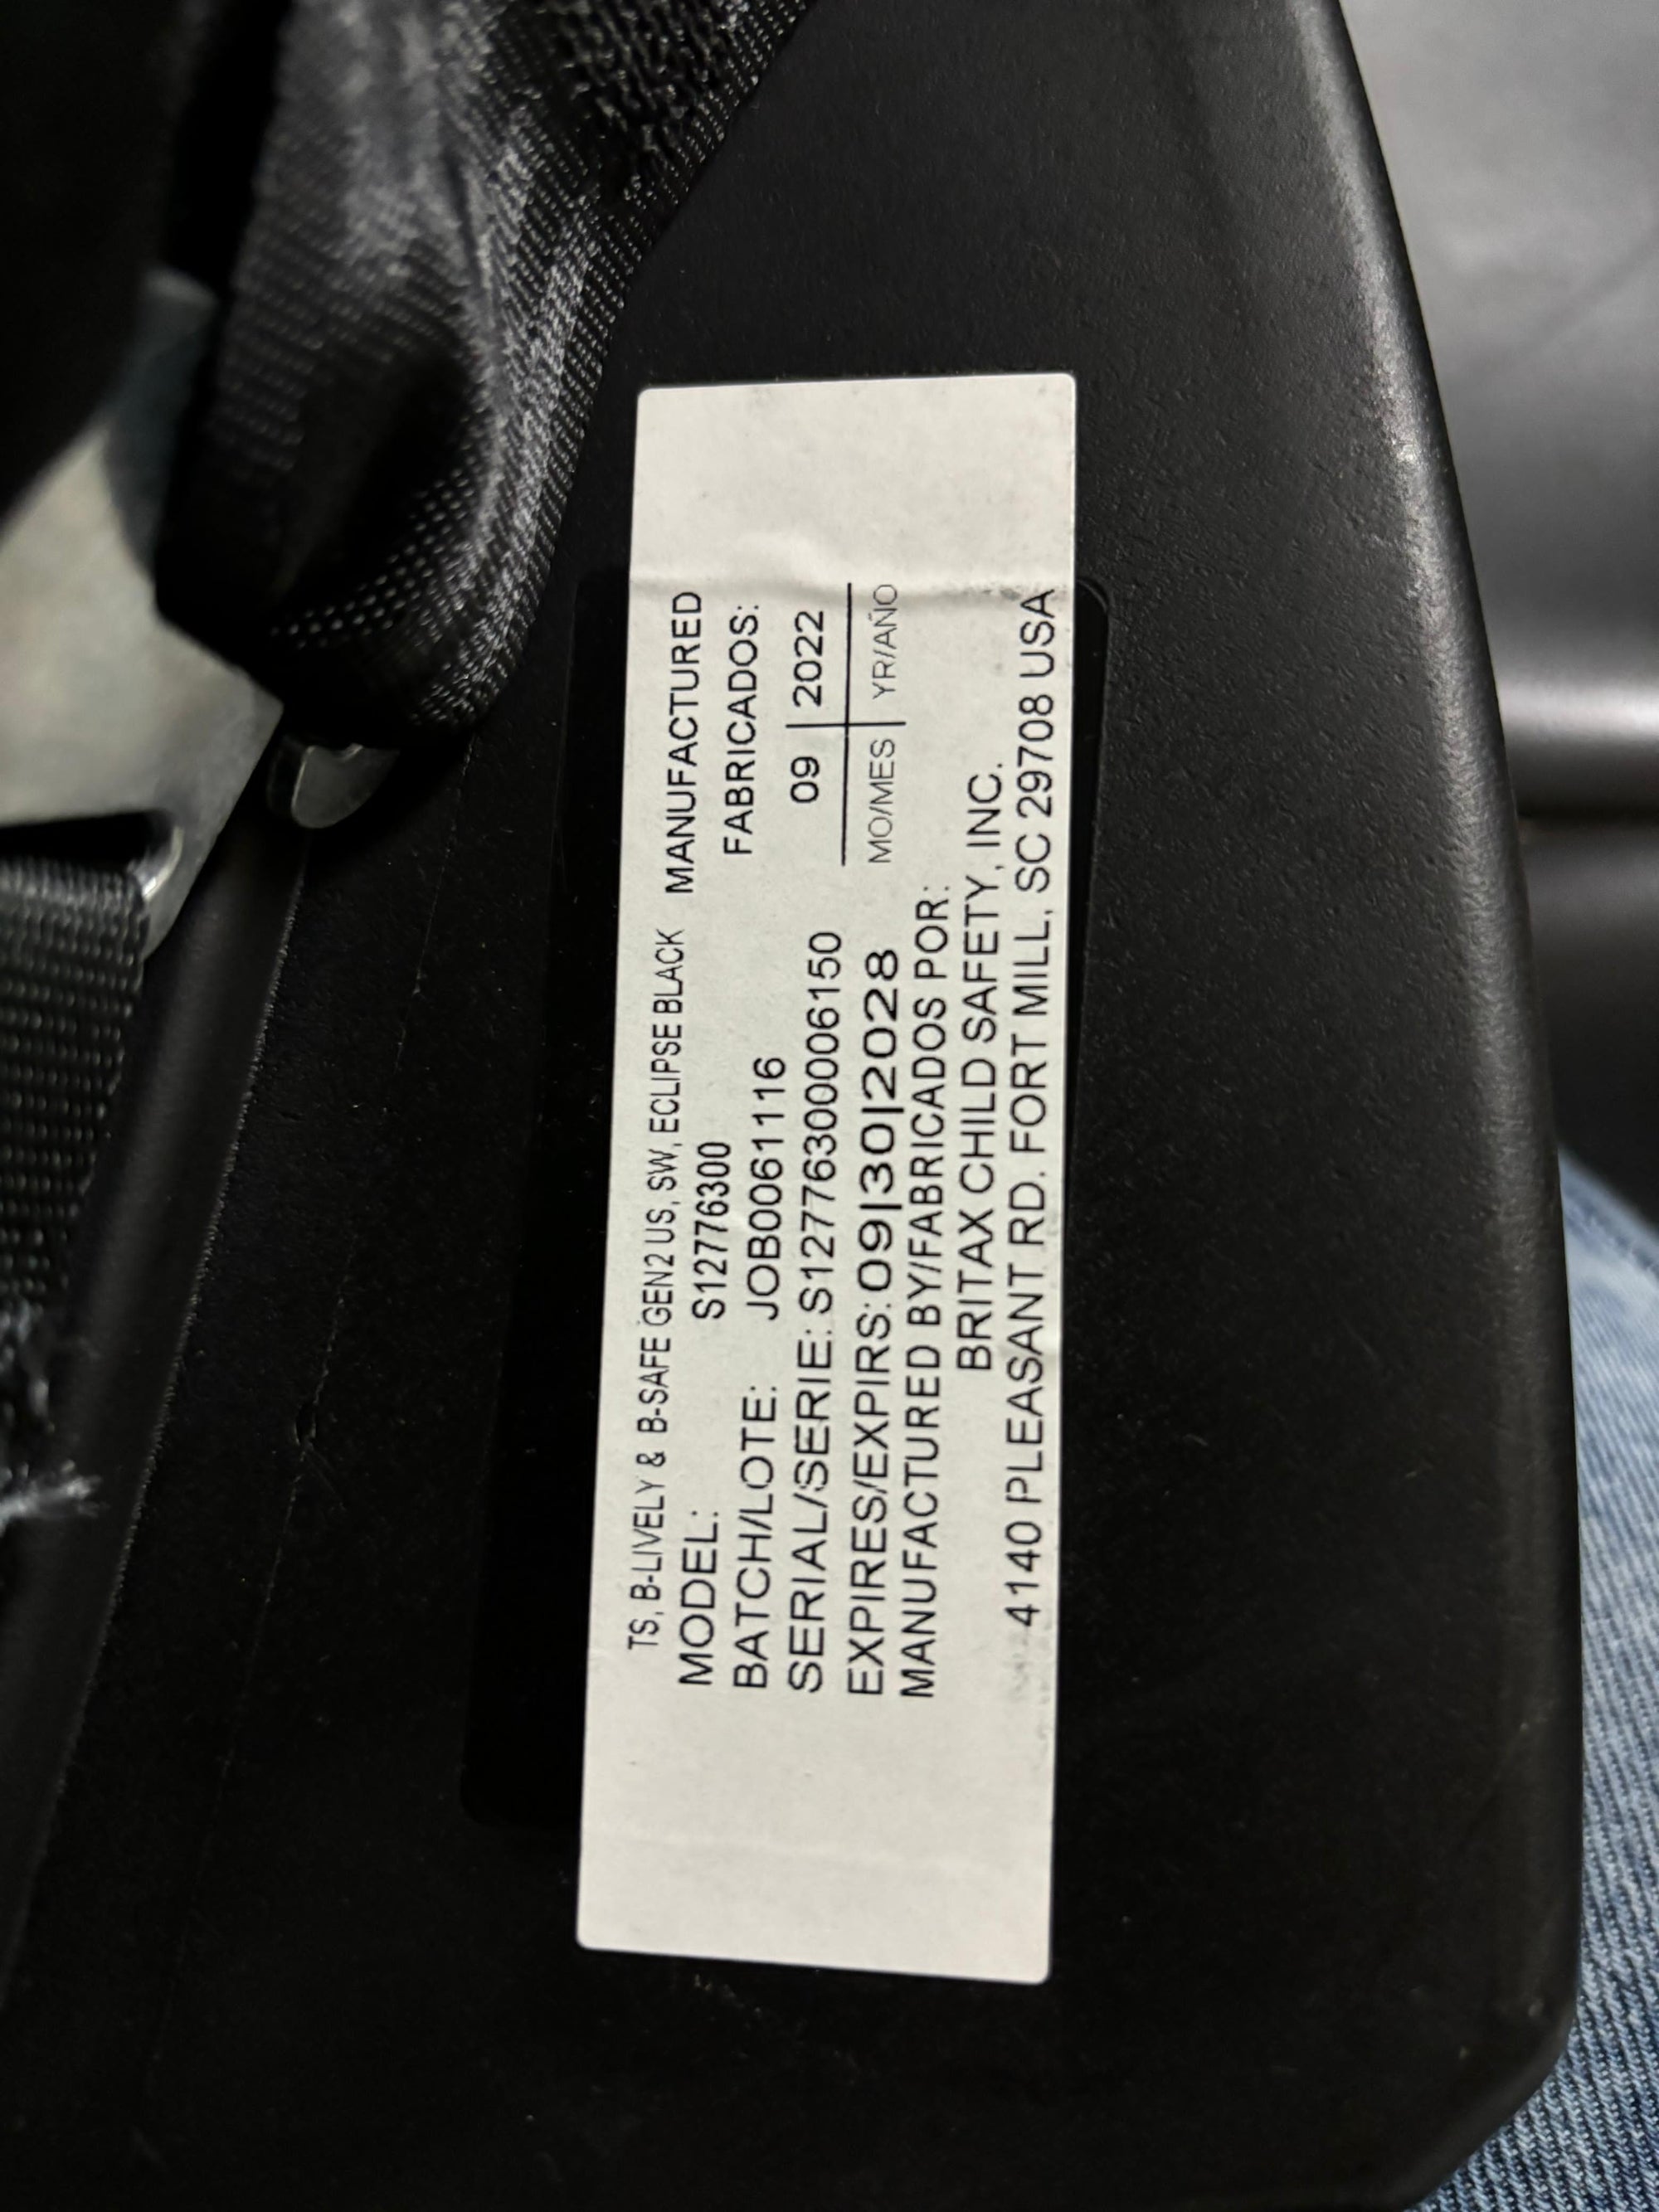 TS, B-LIVELY & B-SAFE GEN2 US, SW, ECLIPSE BLACK
MODEL: S12776300
BATCH/LOTE: JOB0061116
SERIAL/SERIE: S12776300006150
EXPIRES/EXPIRS: 09|30|2028
MANUFACTURED
FABRICADOS:
09 | 2022
MO/MES | YR/AÑO
MANUFACTURED BY/FABRICADOS POR:
BRITAX CHILD SAFETY, INC.
4140 PLEASANT RD. FORT MILL, SC 29708 USA